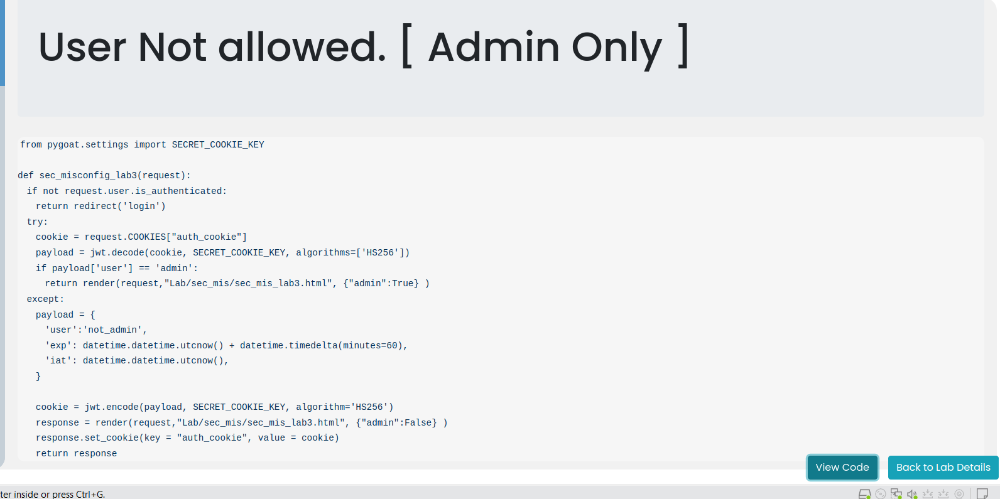 User Not allowed. [ Admin Only ]
from pygoat.settings import SECRET_COOKIE_KEY
def sec_misconfig_lab3(request):
if not request.user.is_authenticated:
return redirect('login')
try:
cookie = request.COOKIES["auth_cookie"]
payload = jwt.decode(cookie, SECRET_COOKIE_KEY, algorithms=['HS256'])
if payload['user'] == 'admin':
return render(request,"Lab/sec_mis/sec_mis_lab3.html", {"admin":True} )
except:
payload = {
'user':'not_admin',
'exp': datetime.datetime.utcnow() + datetime.timedelta(minutes=60),
'iat': datetime.datetime.utcnow(),
}
cookie = jwt.encode(payload, SECRET_COOKIE_KEY, algorithm='HS256')
response = render(request,"Lab/sec_mis/sec_mis_lab3.html", {"admin":False} )
response.set_cookie(key = "auth_cookie", value = cookie)
return response
View Code
Back to Lab Details
ter inside or press Ctrl+G.